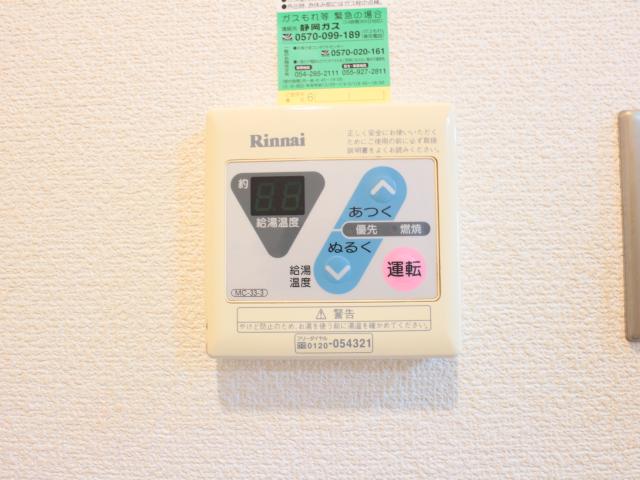 ガスもれ等 緊急の場合
静岡ガス
0570-099-189
0570-020-161
054-285-2111 055-927-2811
Rinnai
正しく安全にお使いいただく
ためにご使用の前に必ず取扱
説明書をよくお読みください。
約
88
給湯温度
あつく
優先 燃焼
ぬるく
給湯
温度
運転
MC-33-3
警告
やけど防止のため、お湯を使う前に湯温を確かめてください。
フリーダイヤル
0120-054321